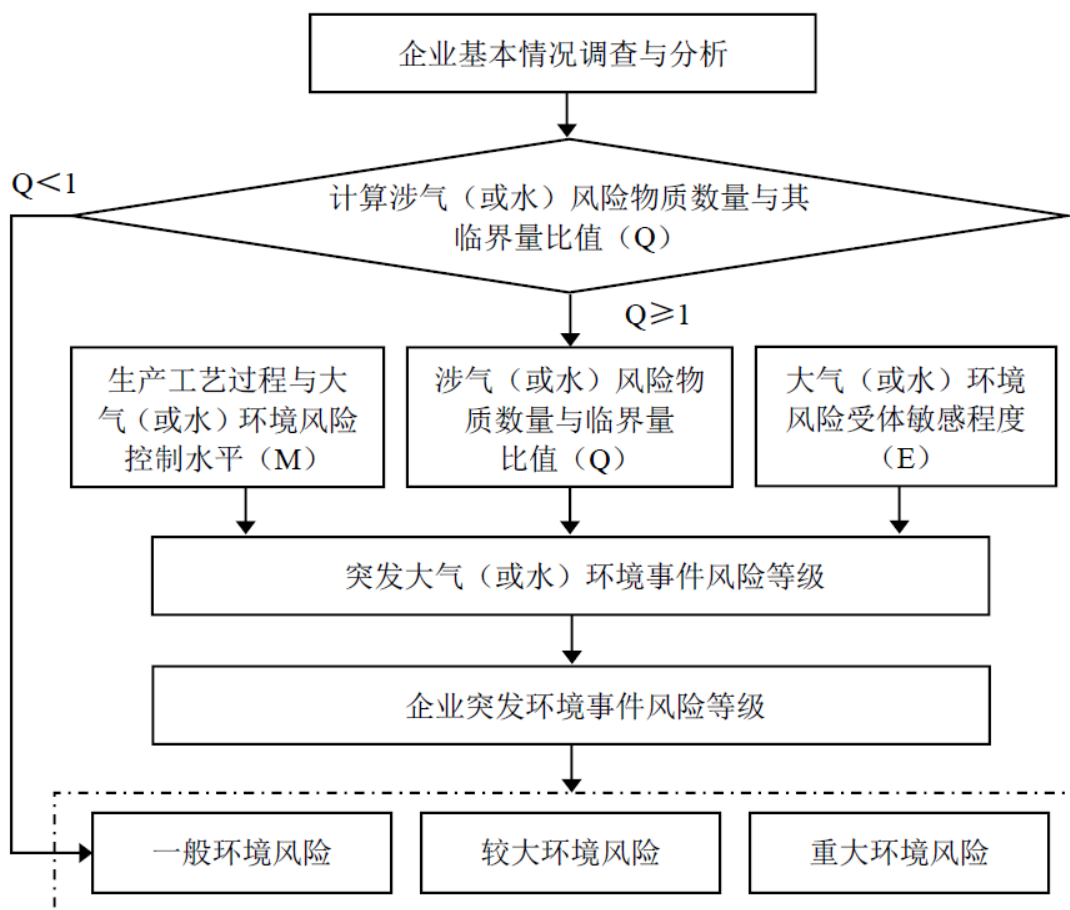 企业基本情况调查与分析
Q＜1
计算涉气（或水）风险物质数量与其
临界量比值（Q）
Q≥1
生产工艺过程与大
气（或水）环境风险
控制水平（M）
涉气（或水）风险物
质数量与临界量
比值（Q）
大气（或水）环境
风险受体敏感程度
（E）
突发大气（或水）环境事件风险等级
企业突发环境事件风险等级
一般环境风险
较大环境风险
重大环境风险